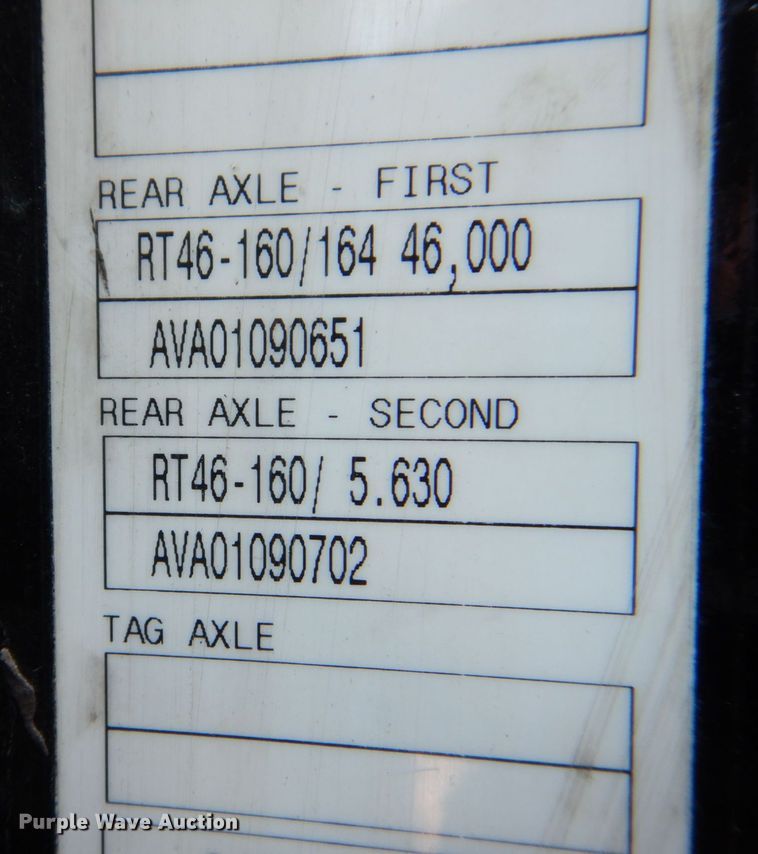 REAR AXLE - FIRST
RT46-160/164 46,000
AVA01090651
REAR AXLE - SECOND
RT46-160/ 5.630
AVA01090702
TAG AXLE
Purple Wave Auction